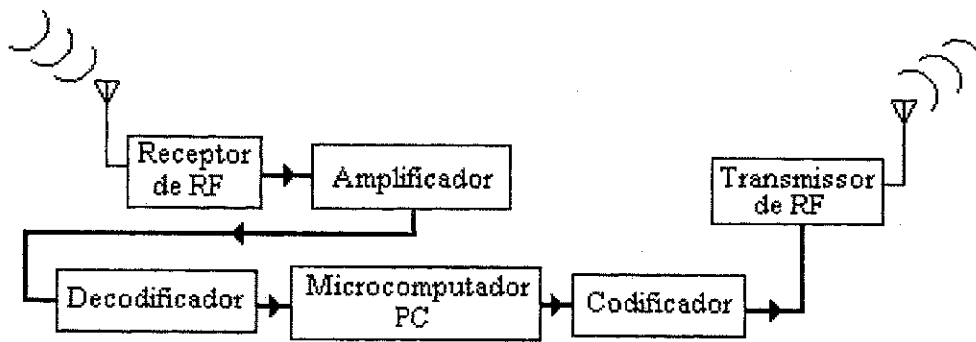 Receptor
de RF
Amplificador
Transmissor
de RF
Decodificador
Microcomputador
PC
Codificador